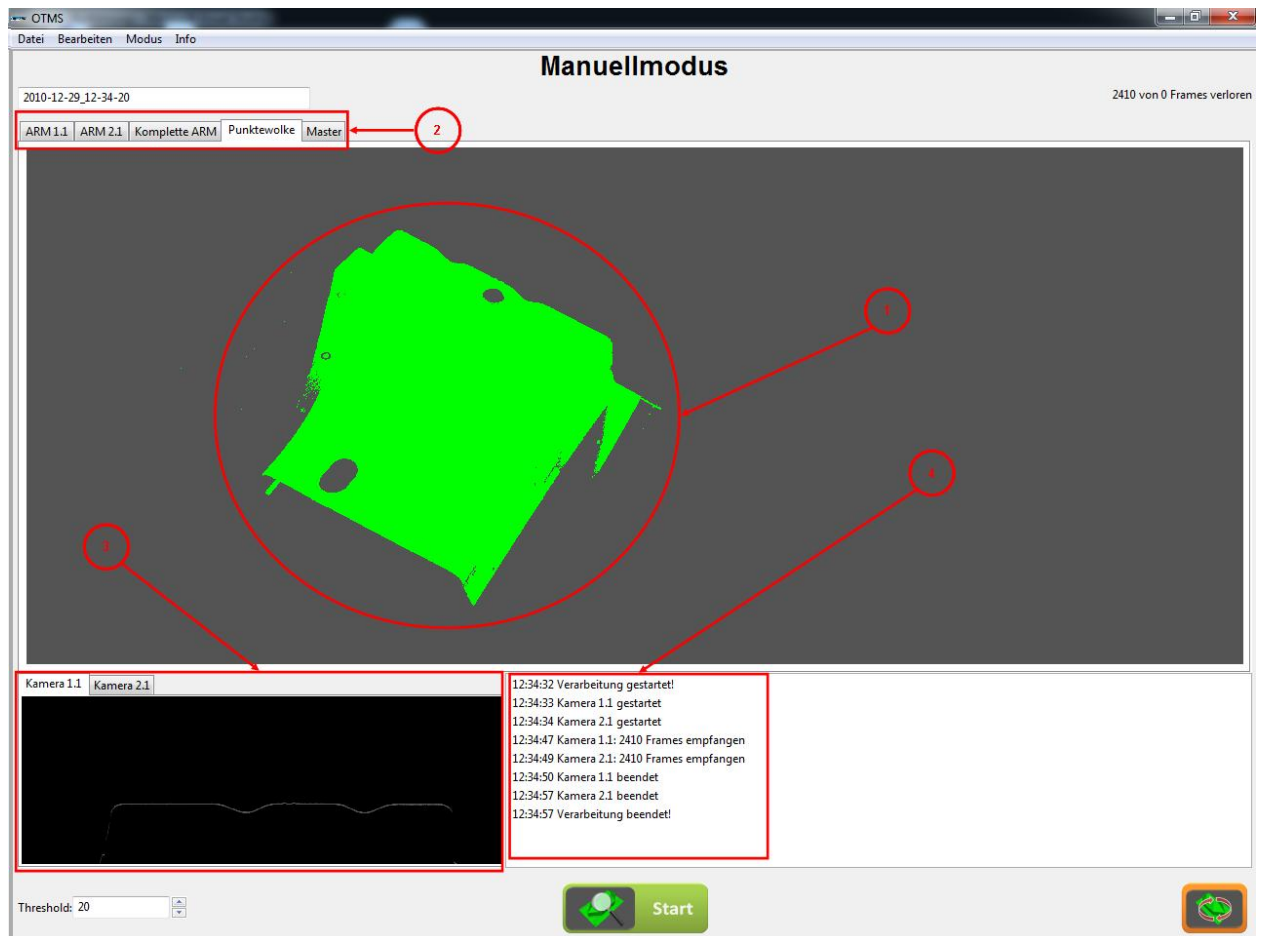 OTMS
Datei Bearbeiten Modus Info
Manuellmodus
2010-12-29_12-34-20
2410 von 0 Frames verloren
ARM 1.1 ARM 2.1 Komplette ARM Punktewolke Master
2
1
4
3
Kamera 1.1 Kamera 2.1
12:34:32 Verarbeitung gestartet!
12:34:33 Kamera 1.1 gestartet
12:34:34 Kamera 2.1 gestartet
12:34:47 Kamera 1.1: 2410 Frames empfangen
12:34:49 Kamera 2.1: 2410 Frames empfangen
12:34:50 Kamera 1.1 beendet
12:34:57 Kamera 2.1 beendet
12:34:57 Verarbeitung beendet!
Threshold: 20
Start